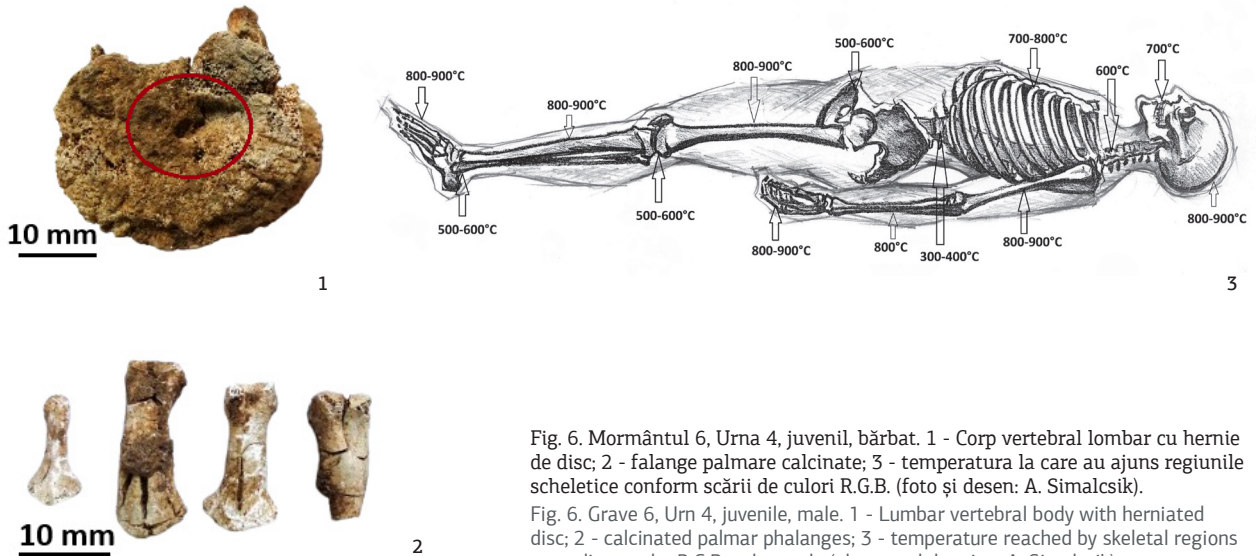 500-600°C
700-800°C
700°C
800-900°C
800-900°C
600°C
800-900°C
800-900°C
10 mm
500-600°C
500-600°C
800-900°C
800°C
300-400°C
800-900°C
800-900°C
1
3
Fig. 6. Mormântul 6, Urna 4, juvenil, bărbat. 1 - Corp vertebral lombar cu hernie
de disc; 2 - falange palmare calcinate; 3 - temperatura la care au ajuns regiunile
scheletice conform scării de culori R.G.B. (foto și desen: A. Simalcsik).
Fig. 6. Grave 6, Urn 4, juvenile, male. 1 - Lumbar vertebral body with herniated
disc; 2 - calcinated palmar phalanges; 3 - temperature reached by skeletal regions
10 mm
2